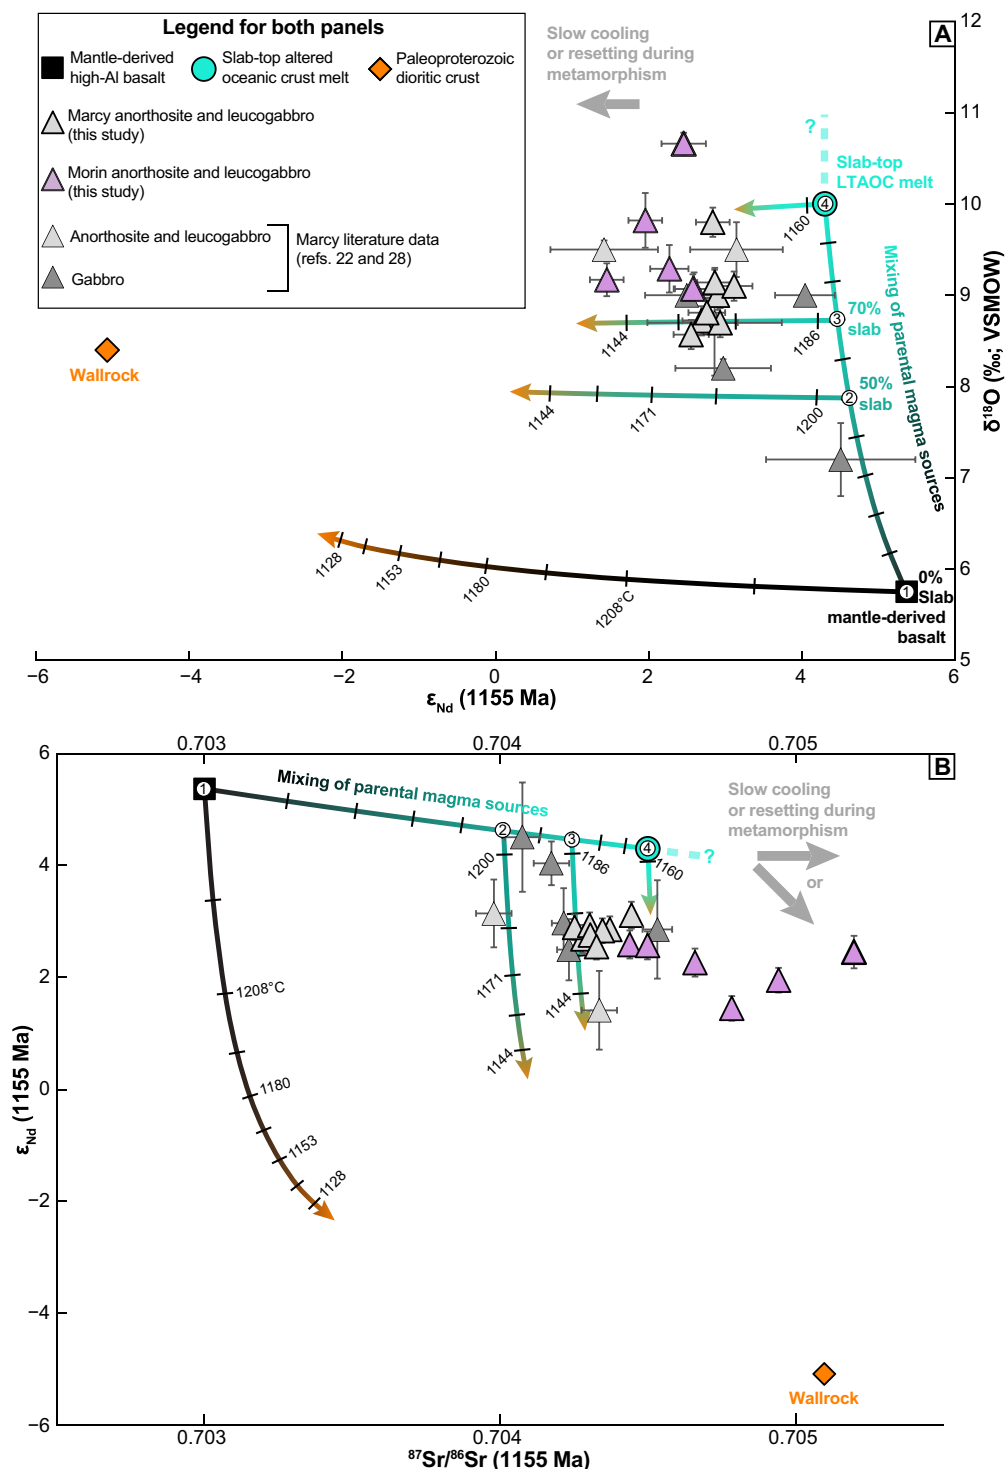 Legend for both panels
Mantle-derived
high-Al basalt
Slab-top altered
oceanic crust melt
Paleoproterozoic
dioritic crust
Marcy anorthosite and leucogabbro
(this study)
Morin anorthosite and leucogabbro
(this study)
Anorthosite and leucogabbro
Gabbro
Marcy literature data
(refs. 22 and 28)
Slow cooling
or resetting during
metamorphism
A
12
11
10
9
8
7
6
5
δ¹⁸O (‰; VSMOW)
?
Slab-top
LTAOC melt
4
1160
Mixing of parental magma sources
70%
slab
3
1186
1144
50%
slab
2
1200
1171
1144
Wallrock
1128
1153
1180
1208°C
1
0%
Slab
mantle-derived
basalt
−6
−4
−2
0
2
4
6
εNd (1155 Ma)
0.703
0.704
0.705
B
6
4
2
0
−2
−4
−6
εNd (1155 Ma)
1
Mixing of parental magma sources
2
3
4
?
1200
1186
1160
Slow cooling
or resetting during
metamorphism
or
1171
1144
1144
1208°C
1180
1153
1128
Wallrock
0.703
0.704
0.705
⁸⁷Sr/⁸⁶Sr (1155 Ma)